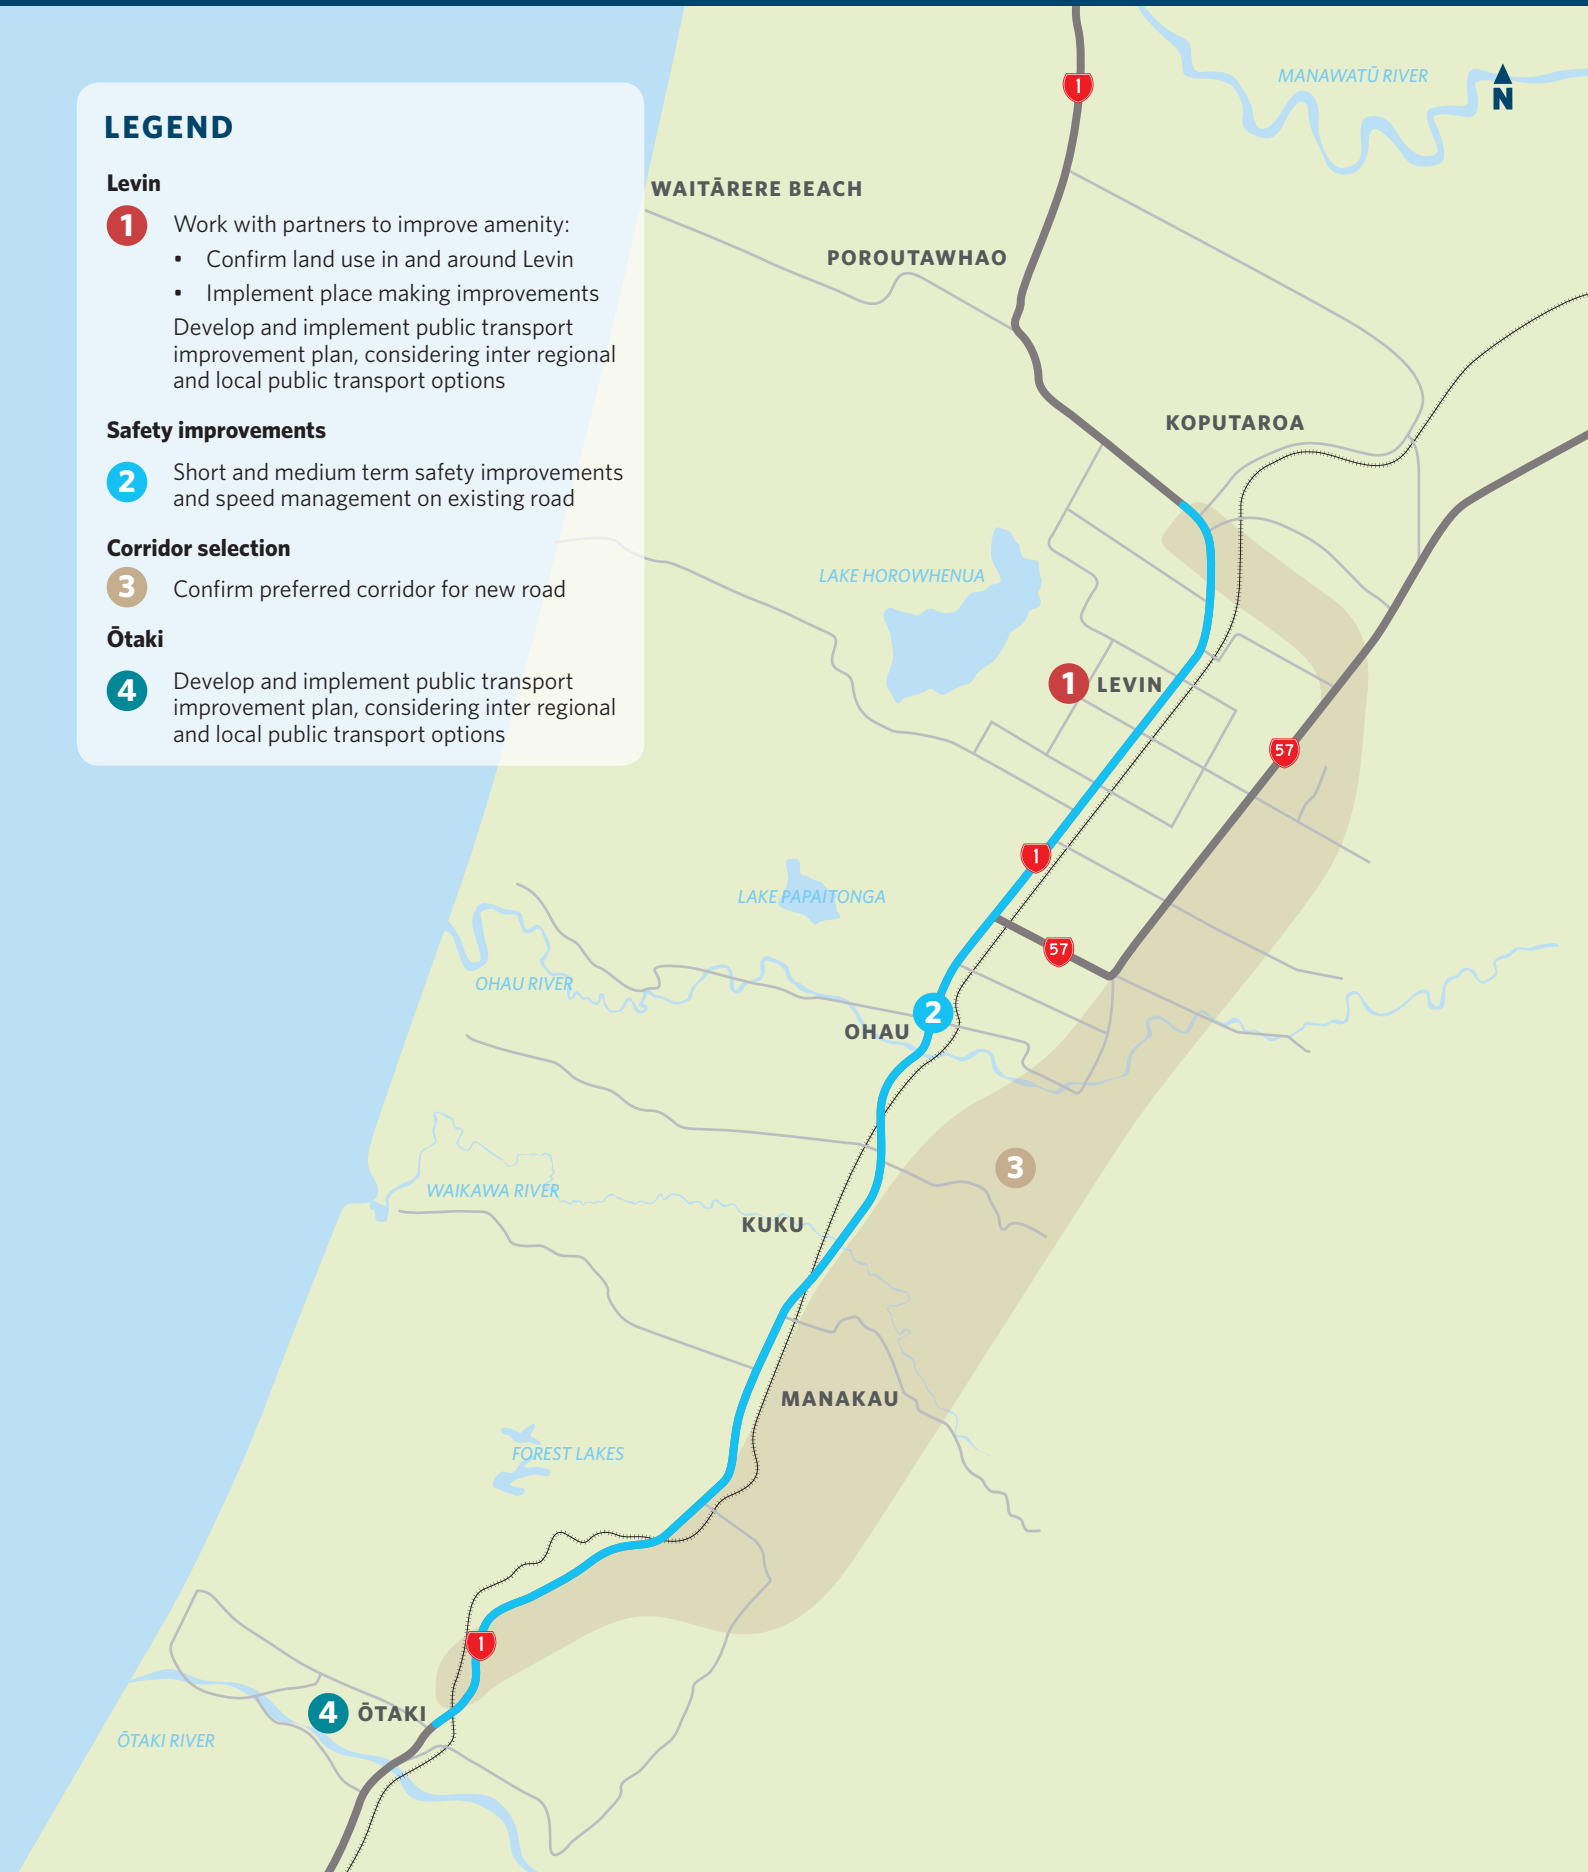 LEGEND
Levin
1
Work with partners to improve amenity:
• Confirm land use in and around Levin
• Implement place making improvements
Develop and implement public transport
improvement plan, considering inter regional
and local public transport options
Safety improvements
2
Short and medium term safety improvements
and speed management on existing road
Corridor selection
3
Confirm preferred corridor for new road
Ōtaki
4
Develop and implement public transport
improvement plan, considering inter regional
and local public transport options
MANAWATŪ RIVER
N
1
WAITĀRERE BEACH
POROUTAWHAO
KOPUTAROA
LAKE HOROWHENUA
1
LEVIN
57
1
LAKE PAPAITONGA
57
OHAU RIVER
2
OHAU
3
WAIKAWA RIVER
KUKU
MANAKAU
FOREST LAKES
1
4
ŌTAKI
ŌTAKI RIVER